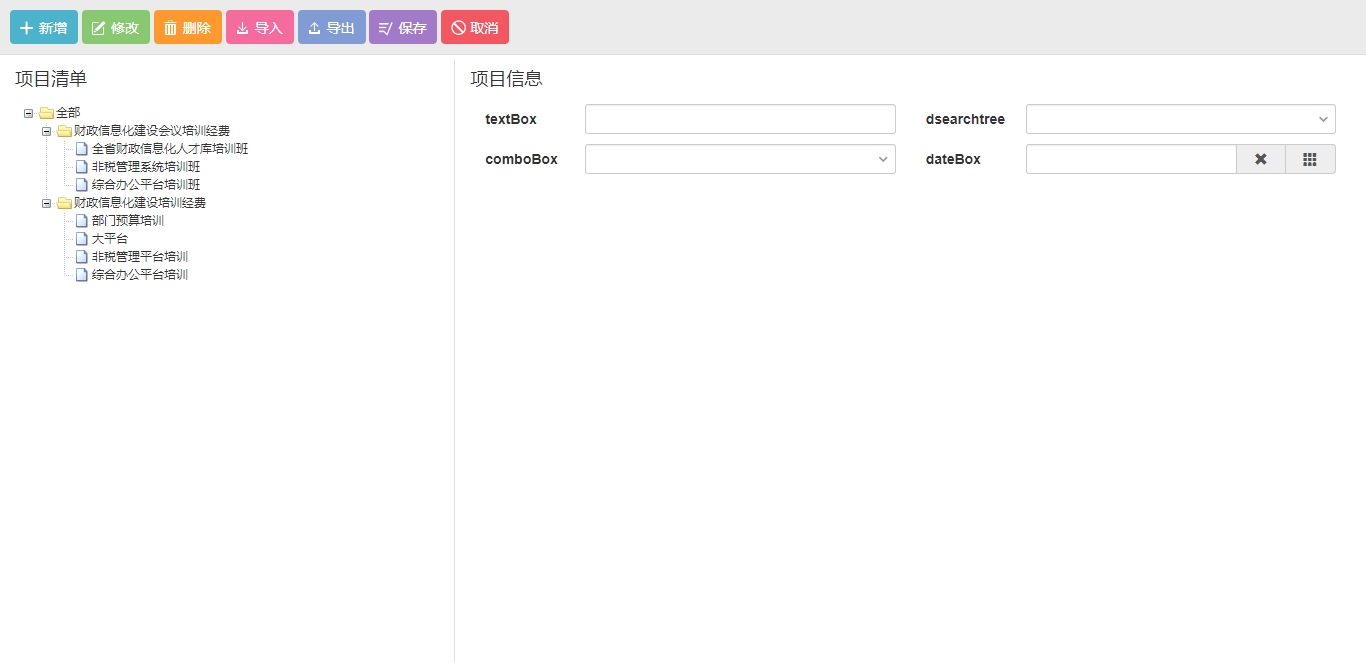 新增 修改 删除 导入 导出 保存 取消
项目清单
全部
财政信息化建设会议培训经费
全省财政信息化人才库培训班
非税管理系统培训班
综合办公平台培训班
财政信息化建设培训经费
部门预算培训
大平台
非税管理平台培训
综合办公平台培训
项目信息
textBox
dsearchtree
comboBox
dateBox